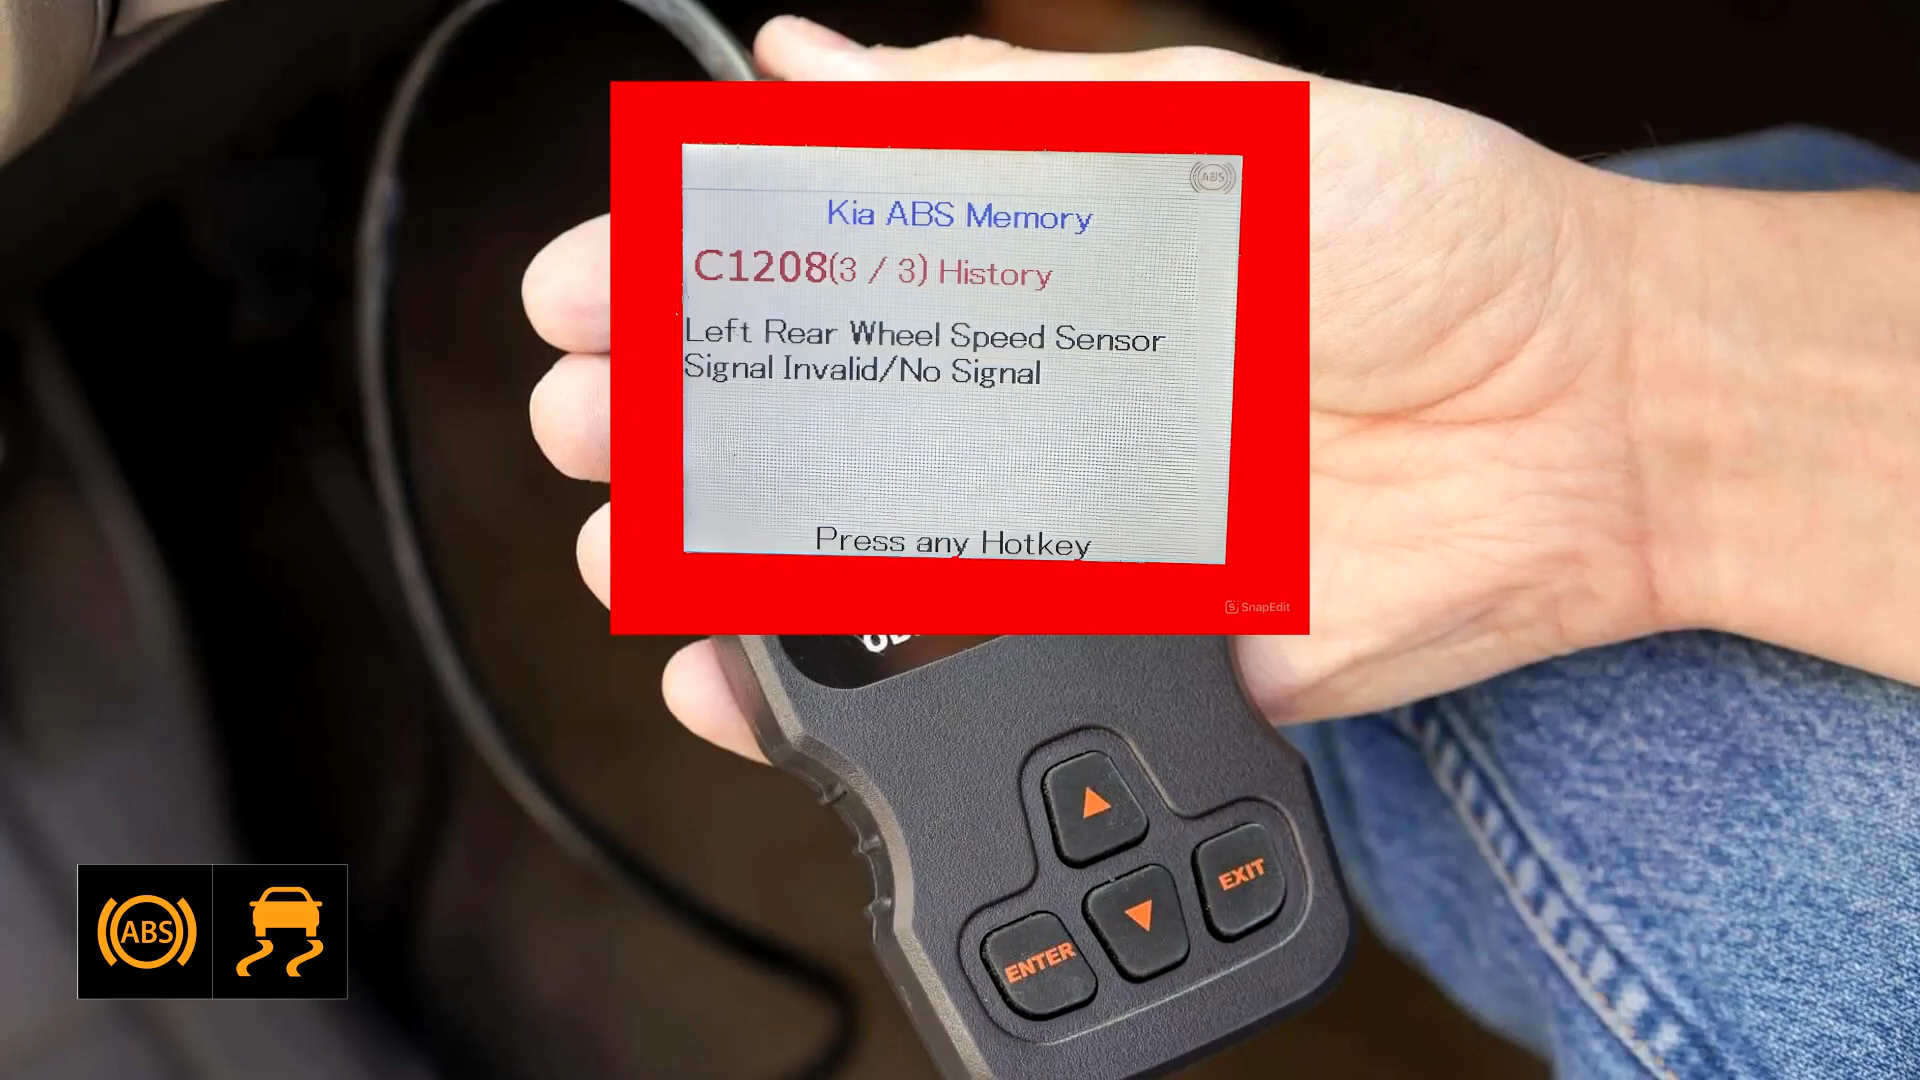 ABS
Kia ABS Memory
C1208(3 / 3) History
Left Rear Wheel Speed Sensor
Signal Invalid/No Signal
Press any Hotkey
SnapEdit
EXIT
ABS
ENTER